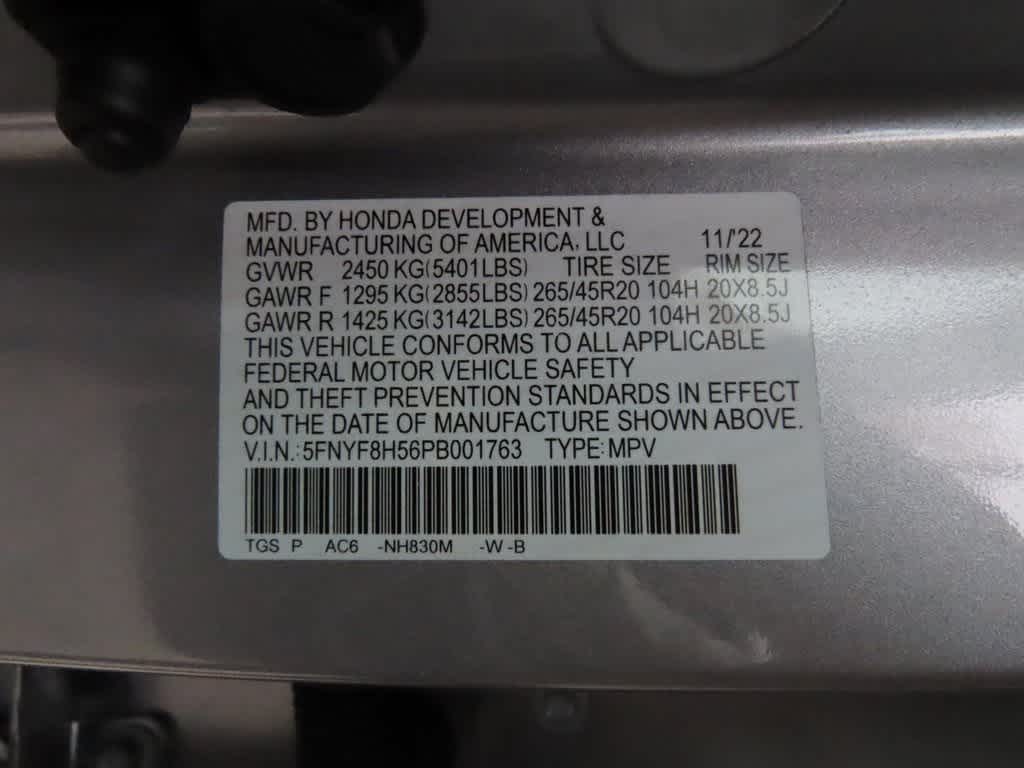 MFD. BY HONDA DEVELOPMENT &
MANUFACTURING OF AMERICA, LLC 11/'22
GVWR 2450 KG(5401LBS) TIRE SIZE RIM SIZE
GAWR F 1295 KG(2855LBS) 265/45R20 104H 20X8.5J
GAWR R 1425 KG(3142LBS) 265/45R20 104H 20X8.5J
THIS VEHICLE CONFORMS TO ALL APPLICABLE
FEDERAL MOTOR VEHICLE SAFETY
AND THEFT PREVENTION STANDARDS IN EFFECT
ON THE DATE OF MANUFACTURE SHOWN ABOVE.
V.I.N.: 5FNYF8H56PB001763 TYPE: MPV
TGS P AC6 -NH830M -W -B